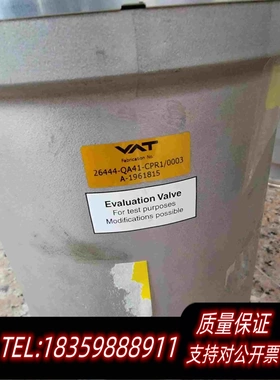 VAT
Fabrication No.
26444-QA41-CPR1/0003
A-1961815
Evaluation Valve
For test purposes
Modifications possible
TEL:18359888911
质量保证
支持对公开票